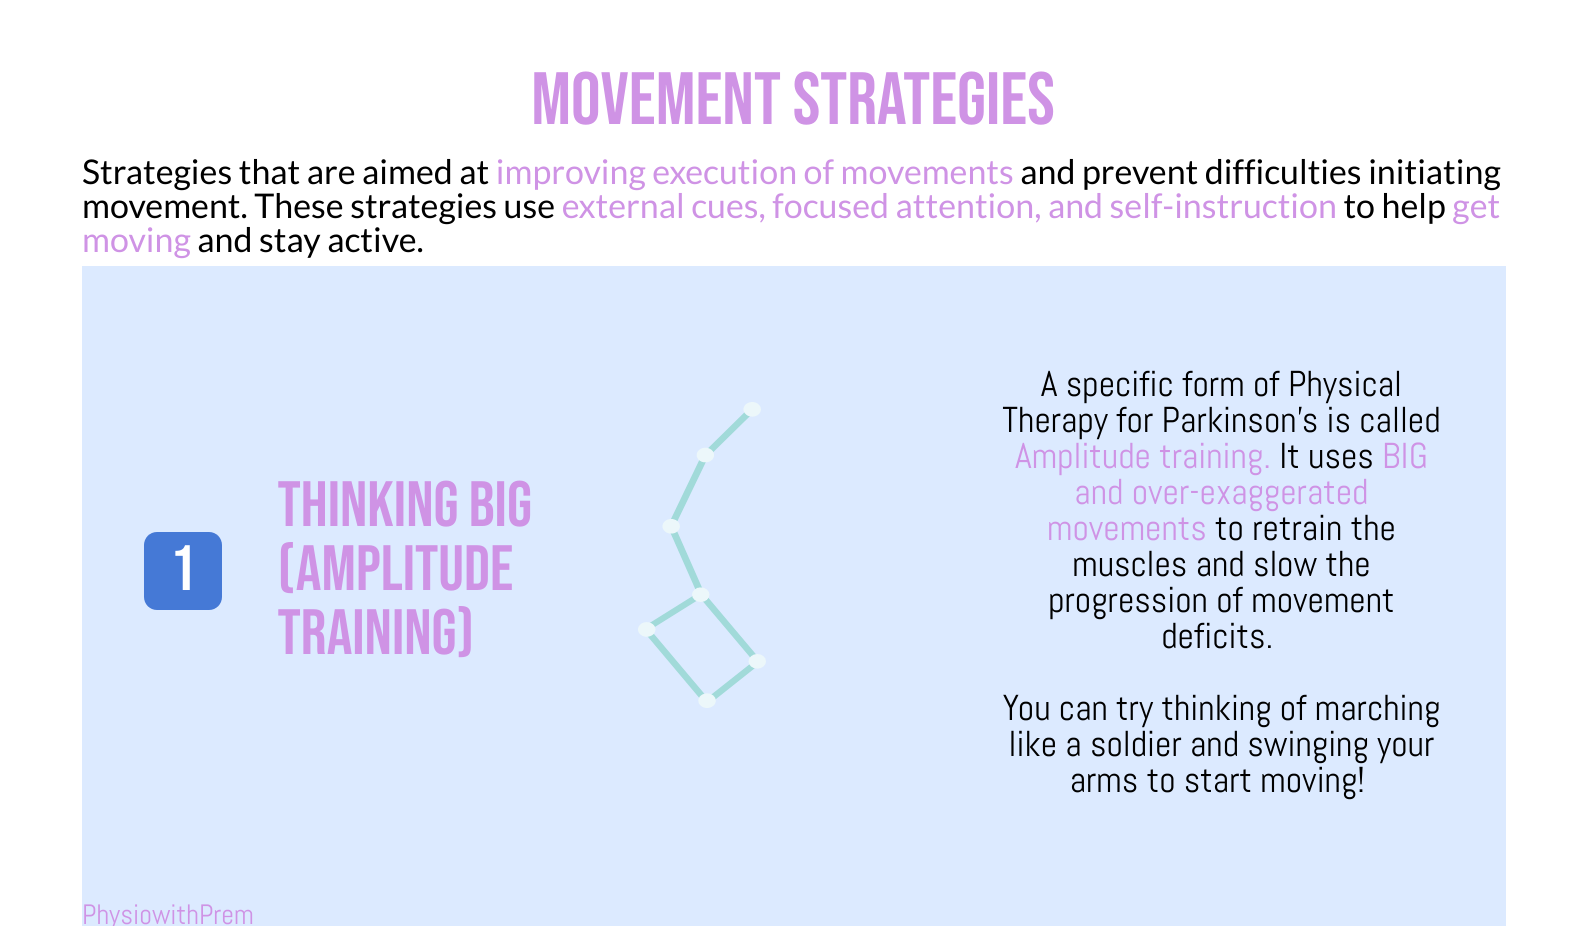 MOVEMENT STRATEGIES
Strategies that are aimed at improving execution of movements and prevent difficulties initiating
movement. These strategies use external cues, focused attention, and self-instruction to help get
moving and stay active.
1
THINKING BIG
(AMPLITUDE
TRAINING)
A specific form of Physical
Therapy for Parkinson's is called
Amplitude training. It uses BIG
and over-exaggerated
movements to retrain the
muscles and slow the
progression of movement
deficits.
You can try thinking of marching
like a soldier and swinging your
arms to start moving!
PhysiowithPrem